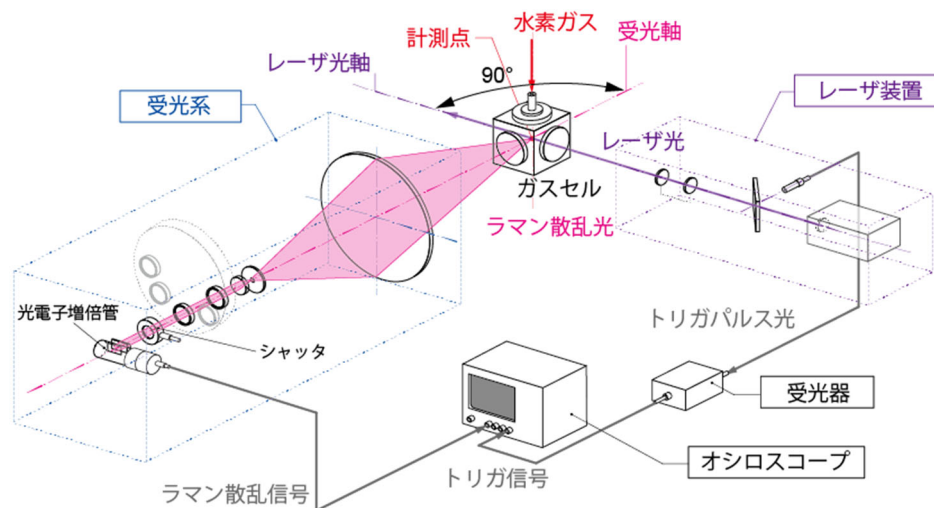 水素ガス
計測点
受光軸
レーザ光軸
90°
受光系
レーザ装置
レーザ光
ガスセル
ラマン散乱光
光電子増倍管
シャッタ
トリガパルス光
受光器
オシロスコープ
トリガ信号
ラマン散乱信号